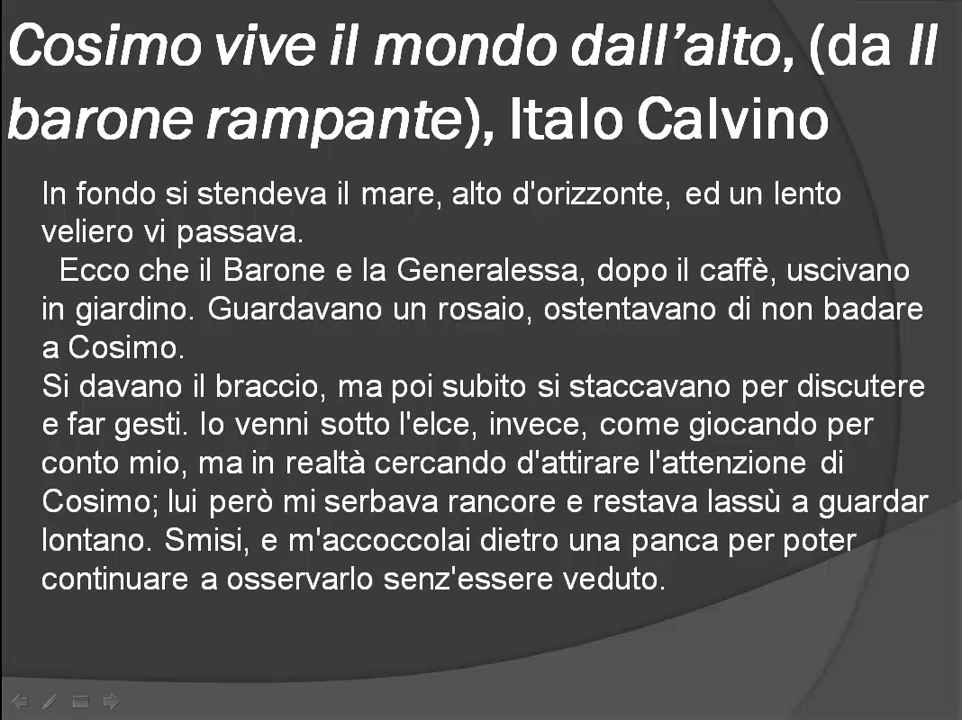 Cosimo vive il mondo dall’alto, (da Il
barone rampante), Italo Calvino
In fondo si stendeva il mare, alto d'orizzonte, ed un lento
veliero vi passava.
Ecco che il Barone e la Generalessa, dopo il caffè, uscivano
in giardino. Guardavano un rosaio, ostentavano di non badare
a Cosimo.
Si davano il braccio, ma poi subito si staccavano per discutere
e far gesti. Io venni sotto l'elce, invece, come giocando per
conto mio, ma in realtà cercando d'attirare l'attenzione di
Cosimo; lui però mi serbava rancore e restava lassù a guardar
lontano. Smisi, e m'accoccolai dietro una panca per poter
continuare a osservarlo senz'essere veduto.